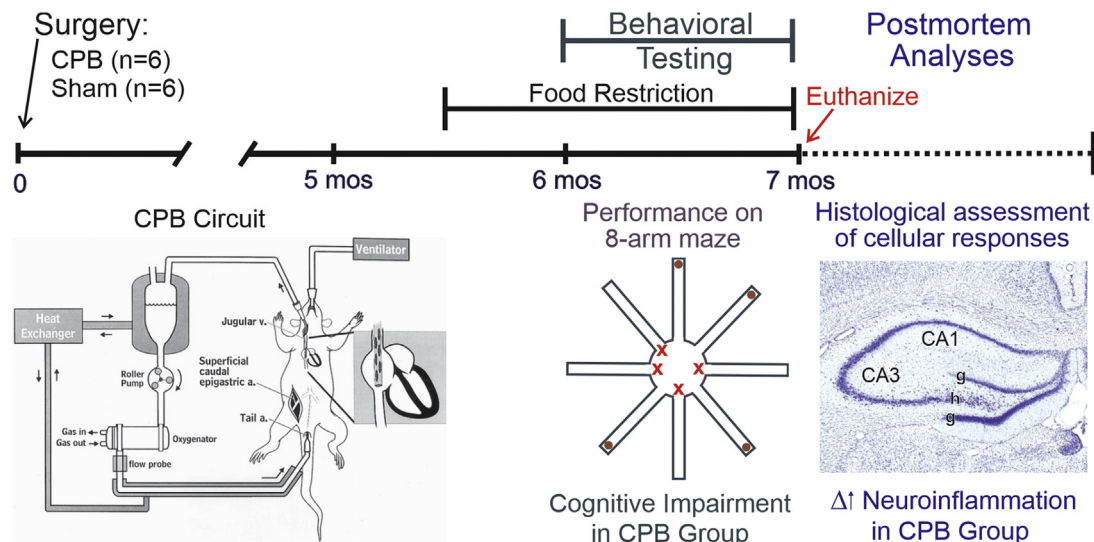 Surgery:
CPB (n=6)
Sham (n=6)
Behavioral
Testing
Postmortem
Analyses
Food Restriction
Euthanize
0
5 mos
6 mos
7 mos
CPB Circuit
Ventilator
Heat
Exchanger
Jugular v.
Superficial
caudal
epigastric a.
Roller
Pump
Tail a.
Gas in
Gas out
Oxygenator
flow probe
Performance on
8-arm maze
x
x
x
x
Cognitive Impairment
in CPB Group
Histological assessment
of cellular responses
CA1
CA3
g
h
g
Δ↑ Neuroinflammation
in CPB Group